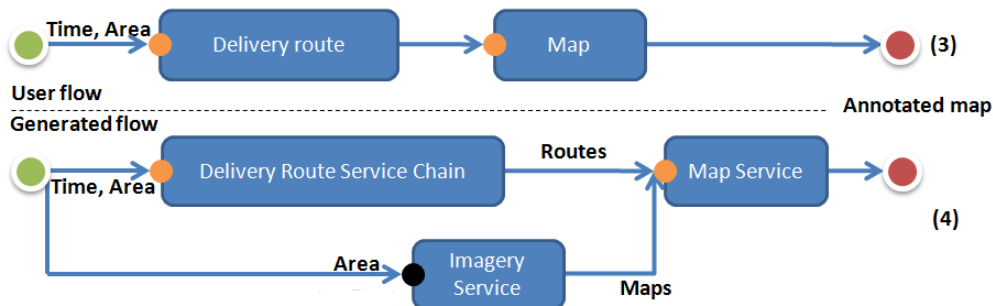 Time, Area
Delivery route
Map
(3)
User flow
Annotated map
Generated flow
Routes
Delivery Route Service Chain
Map Service
Time, Area
(4)
Area
Imagery
Service
Maps